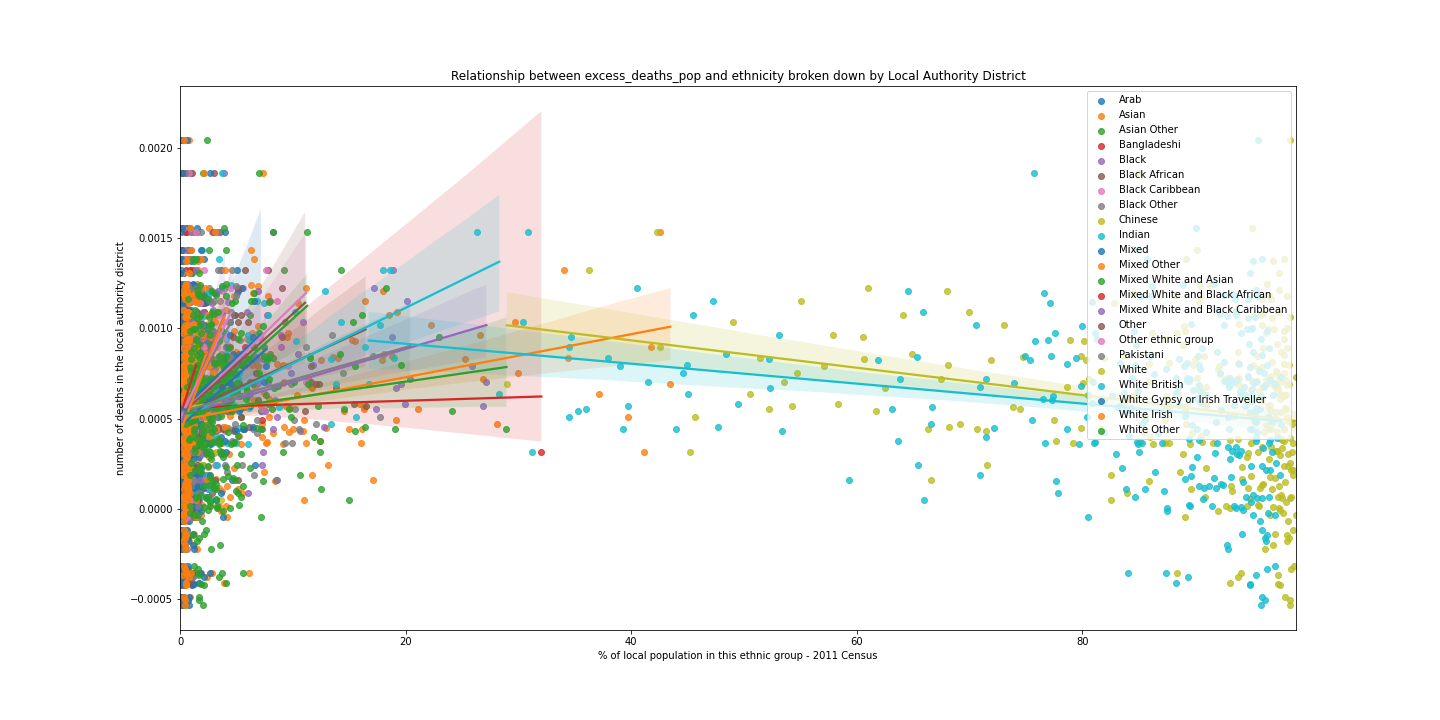 Relationship between excess_deaths_pop and ethnicity broken down by Local Authority District
number of deaths in the local authority district
0.0020
0.0015
0.0010
0.0005
0.0000
−0.0005
0
20
40
60
80
% of local population in this ethnic group - 2011 Census
Arab
Asian
Asian Other
Bangladeshi
Black
Black African
Black Caribbean
Black Other
Chinese
Indian
Mixed
Mixed Other
Mixed White and Asian
Mixed White and Black African
Mixed White and Black Caribbean
Other
Other ethnic group
Pakistani
White
White British
White Gypsy or Irish Traveller
White Irish
White Other